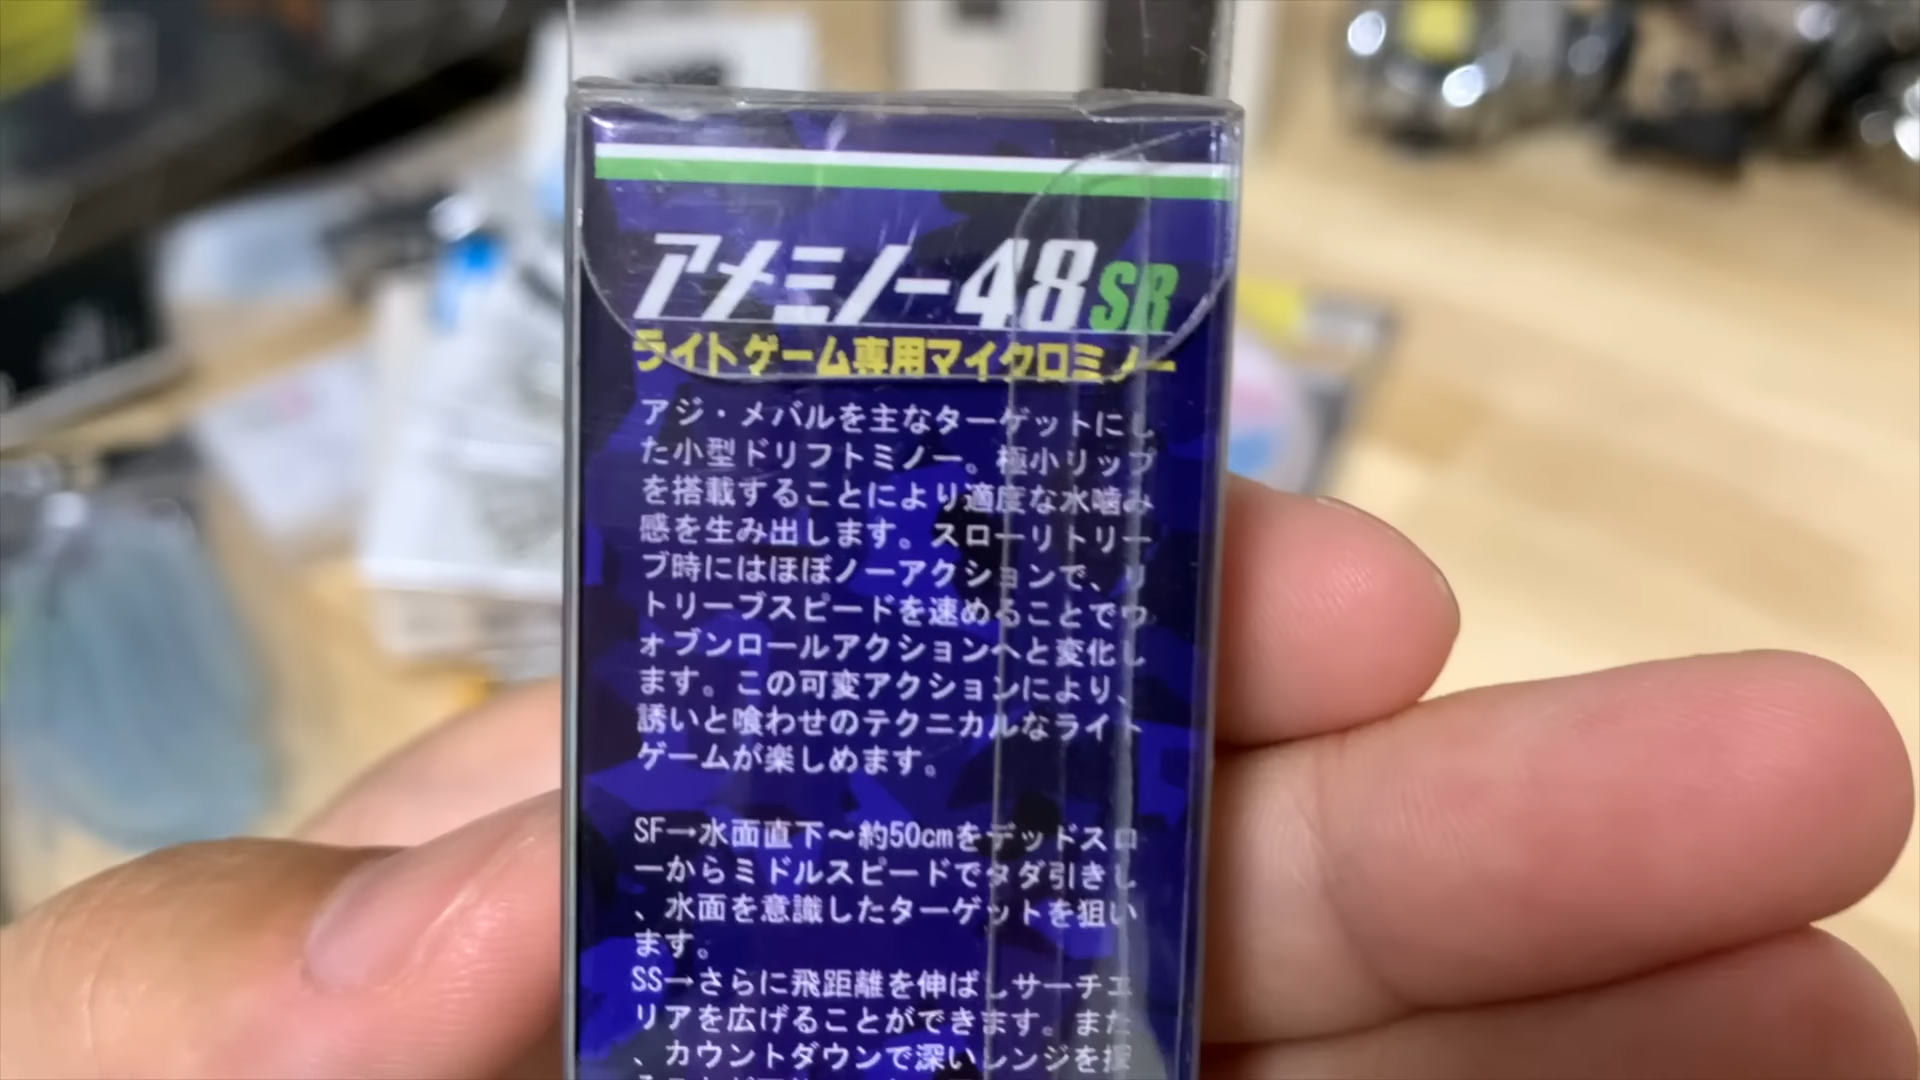 アメミノー48SR
ライトゲーム専用マイクロミノー
アジ・メバルを主なターゲットにし
た小型ドリフトミノー。極小リップ
を搭載することにより適度な水噛み
感を生み出します。スローリトリー
ブ時にはほぼノーアクションで、リ
トリーブスピードを速めることでウ
ォブンロールアクションへと変化し
ます。この可変アクションにより、
誘いと喰わせのテクニカルなライト
ゲームが楽しめます。
SF→水面直下～約50cmをデッドスロ
ーからミドルスピードでタダ引きし
、水面を意識したターゲットを狙い
ます。
SS→さらに飛距離を伸ばしサーチエ
リアを広げることができます。また
、カウントダウンで深いレンジを探